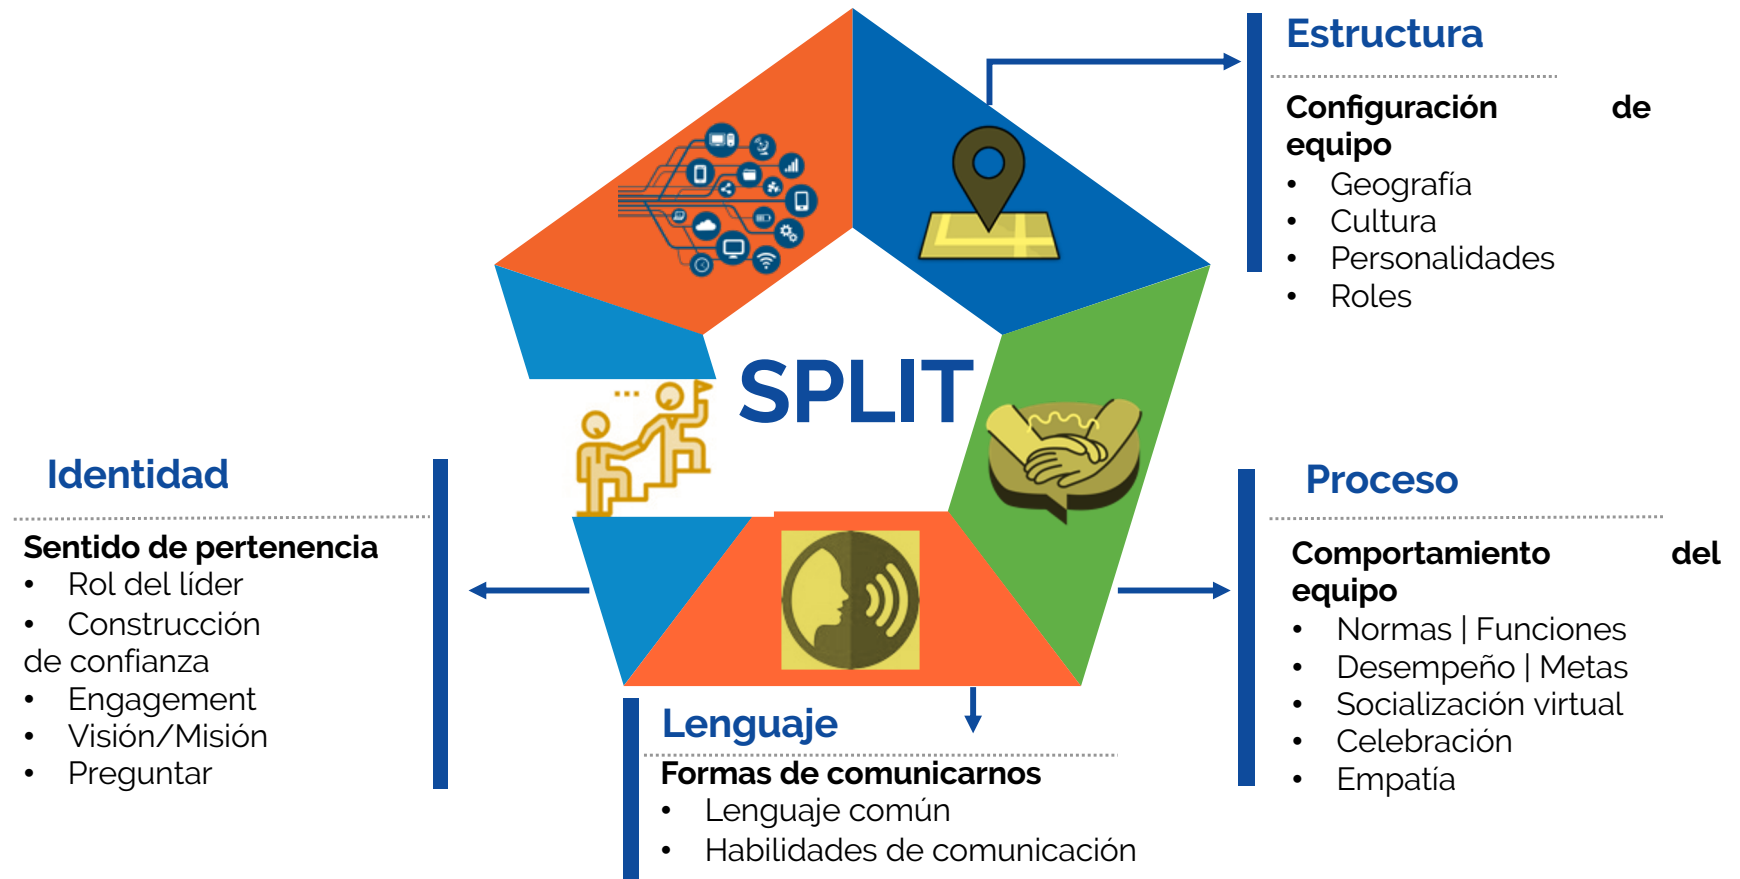 SPLIT
Estructura
Configuración de
equipo
• Geografía
• Cultura
• Personalidades
• Roles
Proceso
Comportamiento del
equipo
• Normas | Funciones
• Desempeño | Metas
• Socialización virtual
• Celebración
• Empatía
Lenguaje
Formas de comunicarnos
• Lenguaje común
• Habilidades de comunicación
Identidad
Sentido de pertenencia
• Rol del líder
• Construcción
de confianza
• Engagement
• Visión/Misión
• Preguntar